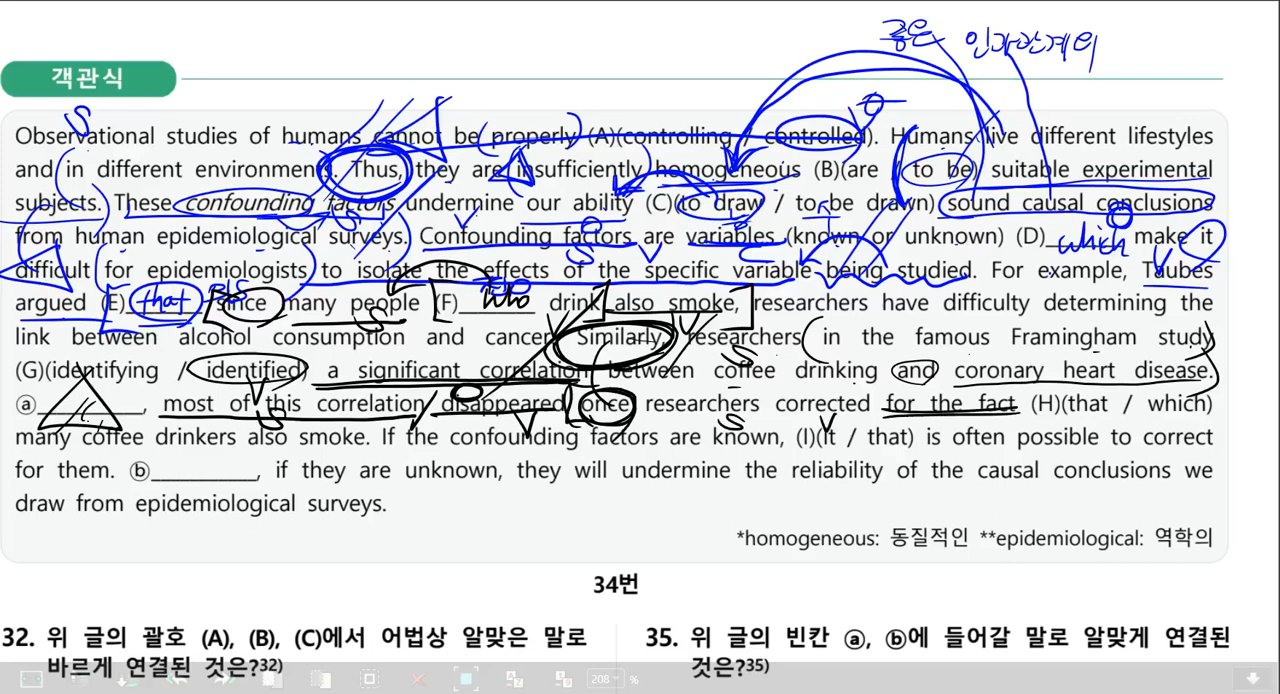 좋은 인과관계의
객관식
S
Observational studies of humans cannot be (properly) (A)(controlling / controlled). Humans live different lifestyles
and in different environments. Thus, they are insufficiently homogeneous (B)(are / to be) suitable experimental
subjects. These confounding factors undermine our ability (C)(to draw / to be drawn) sound causal conclusions
from human epidemiological surveys. Confounding factors are variables (known or unknown) (D)which make it
difficult for epidemiologists to isolate the effects of the specific variable being studied. For example, Taubes
argued (E)that since many people (F)who drink also smoke, researchers have difficulty determining the
link between alcohol consumption and cancer. Similarly, researchers in the famous Framingham study
(G)(identifying / identified) a significant correlation between coffee drinking and coronary heart disease.
ⓐ__________, most of this correlation disappeared once researchers corrected for the fact (H)(that / which)
many coffee drinkers also smoke. If the confounding factors are known, (I)(it / that) is often possible to correct
for them. ⓑ__________, if they are unknown, they will undermine the reliability of the causal conclusions we
draw from epidemiological surveys.
*homogeneous: 동질적인 **epidemiological: 역학의
34번
32. 위 글의 괄호 (A), (B), (C)에서 어법상 알맞은 말로
바르게 연결된 것은?32)
35. 위 글의 빈칸 ⓐ, ⓑ에 들어갈 말로 알맞게 연결된
것은?35)
208 %